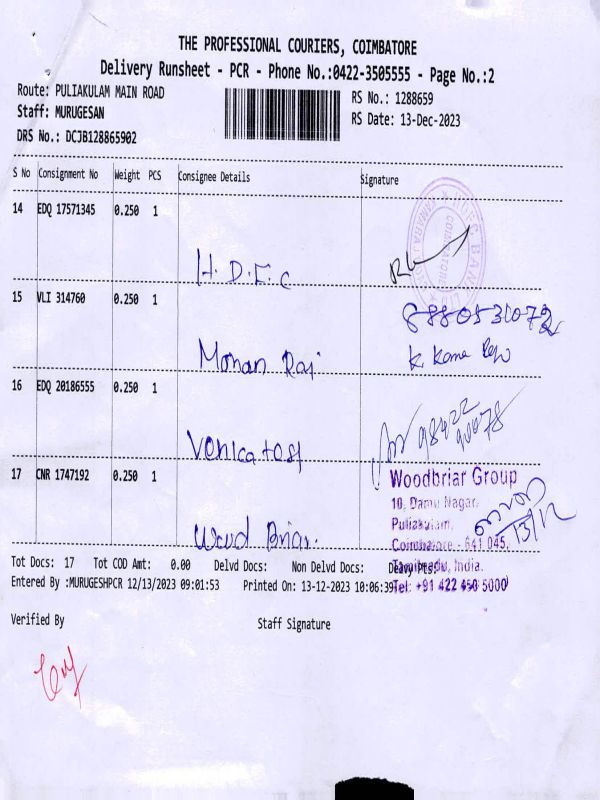 THE PROFESSIONAL COURIERS, COIMBATORE
Delivery Runsheet - PCR - Phone No.:0422-3505555 - Page No.:2
Route: PULIAKULAM MAIN ROAD
RS No.: 1288659
Staff: MURUGESAN
RS Date: 13-Dec-2023
DRS No.: DCJB128865902
S No Consignment No Weight PCS Consignee Details Signature
14 EDQ 17571345 0.250 1
H.D.F.C
15 VLI 314760 0.250 1
8880531072
Mohan Raj
16 EDQ 20186555 0.250 1
17 CNR 1747192 0.250 1
Woodbriar Group
10, Damu Nagar,
Puliakulam,
13/12
Wood Briar.
Coimbatore - 641 045,
Tamilnadu, India.
Tot Docs: 17 Tot COD Amt: 0.00 Delvd Docs: Non Delvd Docs: Deavy Pts:
Entered By :MURUGESHPCR 12/13/2023 09:01:53 Printed On: 13-12-2023 10:06:39
Tel: +91 422 450 5000
Verified By Staff Signature